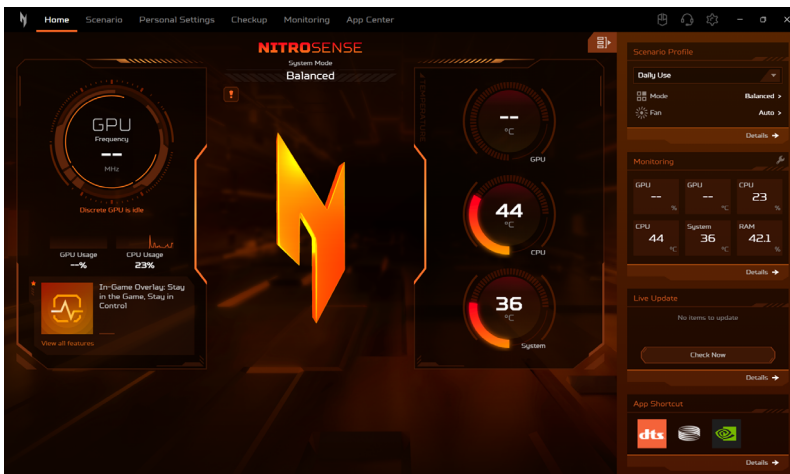 Home Scenario Personal Settings Checkup Monitoring App Center
NITROSENSE
System Mode
Balanced
GPU
Frequency
--
MHz
Discrete GPU is idle
GPU Usage
--%
CPU Usage
23%
In-Game Overlay: Stay
in the Game, Stay in
Control
View all features
TEMPERATURE
--
°C
GPU
44
°C
CPU
36
°C
System
Scenario Profile
Daily Use
Mode Balanced >
Fan Auto >
Details
Monitoring
GPU
--
%
GPU
--
°C
CPU
23
%
CPU
44
°C
System
36
°C
RAM
42.1
%
Details
Live Update
No items to update
Check Now
Details
App Shortcut
dts
Details